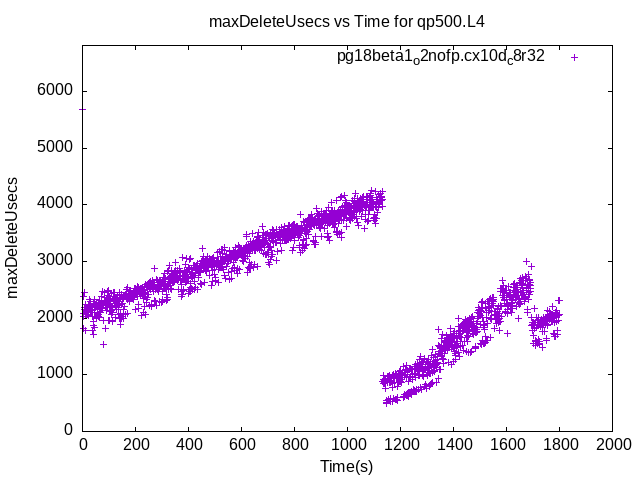 maxDeleteUsecs vs Time for qp500.L4
pg18beta1o2nofp.cx10dc8r32
6000
5000
4000
3000
2000
1000
0
maxDeleteUsecs
0 200 400 600 800 1000 1200 1400 1600 1800 2000
Time(s)